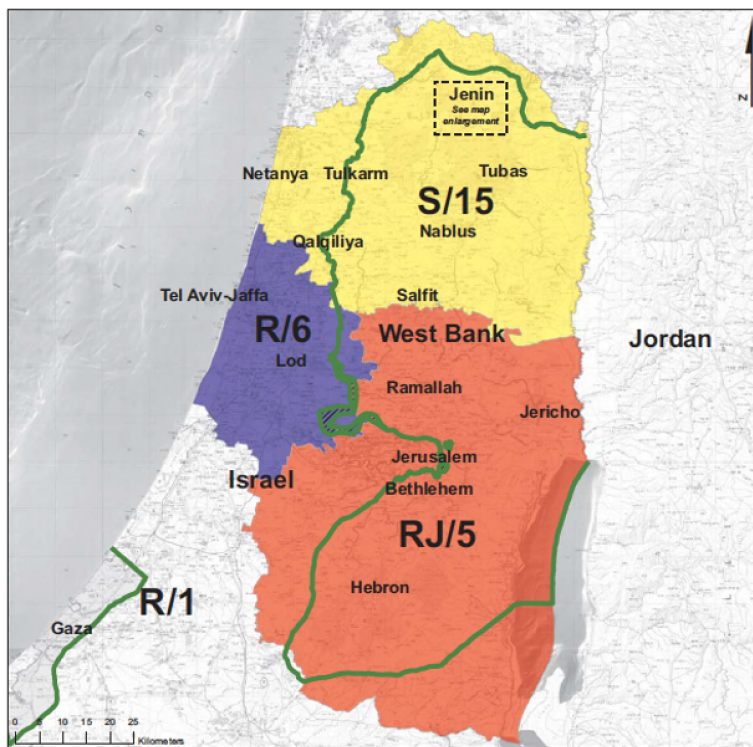 Jenin
See map
enlargement
Netanya
Tulkarm
Tubas
S/15
Nablus
Qalqiliya
Tel Aviv-Jaffa
Salfit
R/6
West Bank
Jordan
Lod
Ramallah
Jericho
Jerusalem
Israel
Bethlehem
RJ/5
Hebron
R/1
Gaza
0 5 10 15 20 25
Kilometers
Z